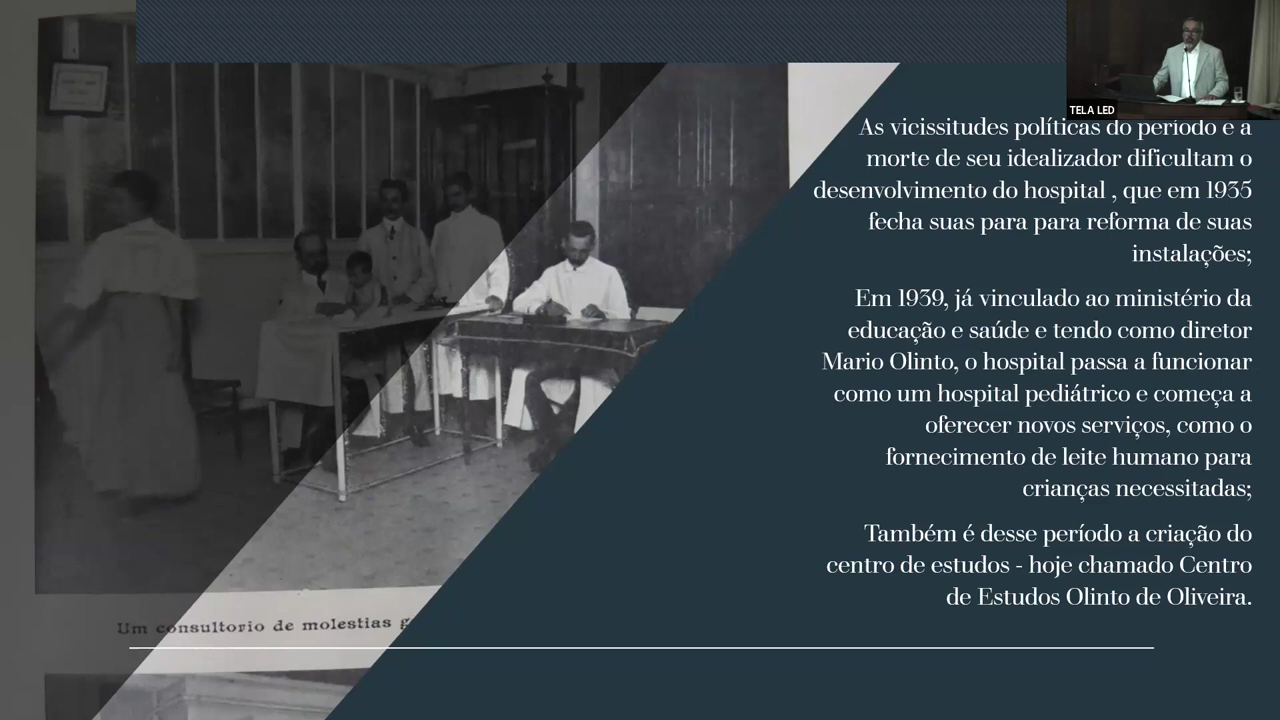 TELA LED
As vicissitudes políticas do período e a
morte de seu idealizador dificultam o
desenvolvimento do hospital , que em 1935
fecha suas para para reforma de suas
instalações;
Em 1939, já vinculado ao ministério da
educação e saúde e tendo como diretor
Mario Olinto, o hospital passa a funcionar
como um hospital pediátrico e começa a
oferecer novos serviços, como o
fornecimento de leite humano para
crianças necessitadas;
Também é desse período a criação do
centro de estudos - hoje chamado Centro
de Estudos Olinto de Oliveira.
Um consultorio de molestias